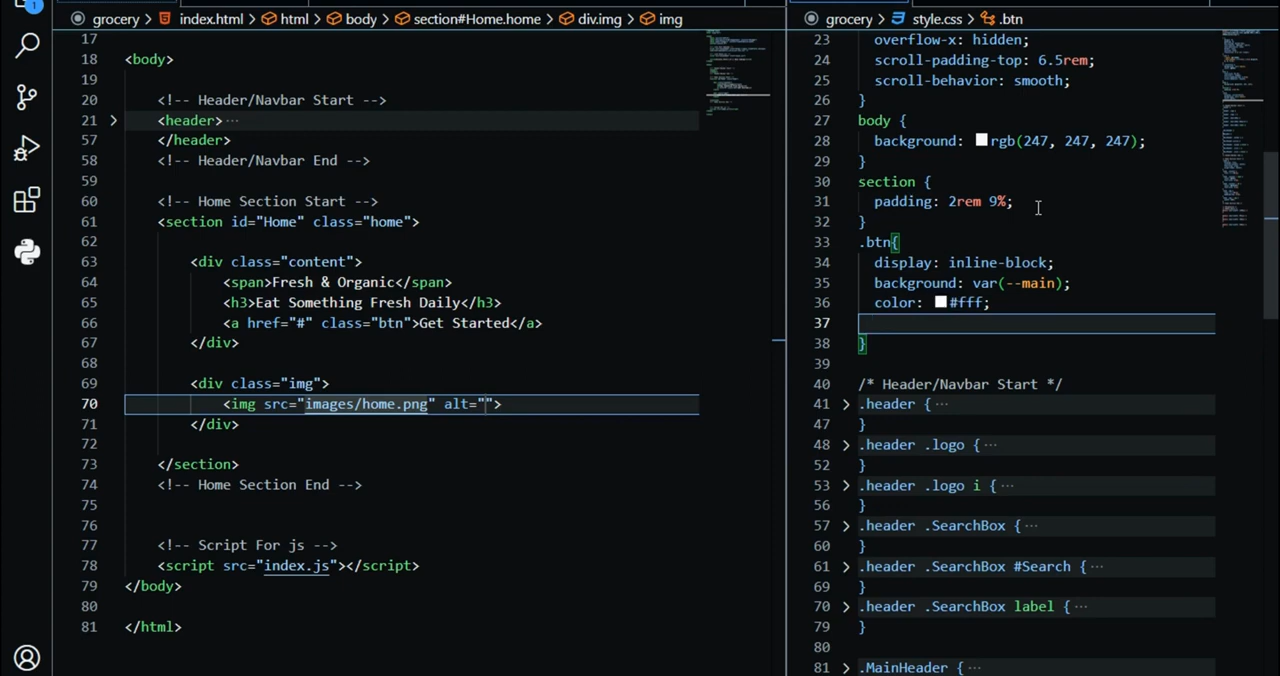 1
grocery > index.html > html > body > section#Home.home > div.img > img
17
18 <body>
19
20 <!-- Header/Navbar Start -->
21 > <header> ...
57 </header>
58 <!-- Header/Navbar End -->
59
60 <!-- Home Section Start -->
61 <section id="Home" class="home">
62
63 <div class="content">
64 <span>Fresh & Organic</span>
65 <h3>Eat Something Fresh Daily</h3>
66 <a href="#" class="btn">Get Started</a>
67 </div>
68
69 <div class="img">
70 <img src="images/home.png" alt="">
71 </div>
72
73 </section>
74 <!-- Home Section End -->
75
76
77 <!-- Script For js -->
78 <script src="index.js"></script>
79 </body>
80
81 </html>
grocery > style.css > .btn
23 overflow-x: hidden;
24 scroll-padding-top: 6.5rem;
25 scroll-behavior: smooth;
26 }
27 body {
28 background: rgb(247, 247, 247);
29 }
30 section {
31 padding: 2rem 9%;
32 }
33 .btn{
34 display: inline-block;
35 background: var(--main);
36 color: #fff;
37
38 }
39
40 /* Header/Navbar Start */
41 > .header { ...
47 }
48 > .header .logo { ...
52 }
53 > .header .logo i { ...
56 }
57 > .header .SearchBox { ...
60 }
61 > .header .SearchBox #Search { ...
69 }
70 > .header .SearchBox label { ...
79 }
80
81 > .MainHeader { ...